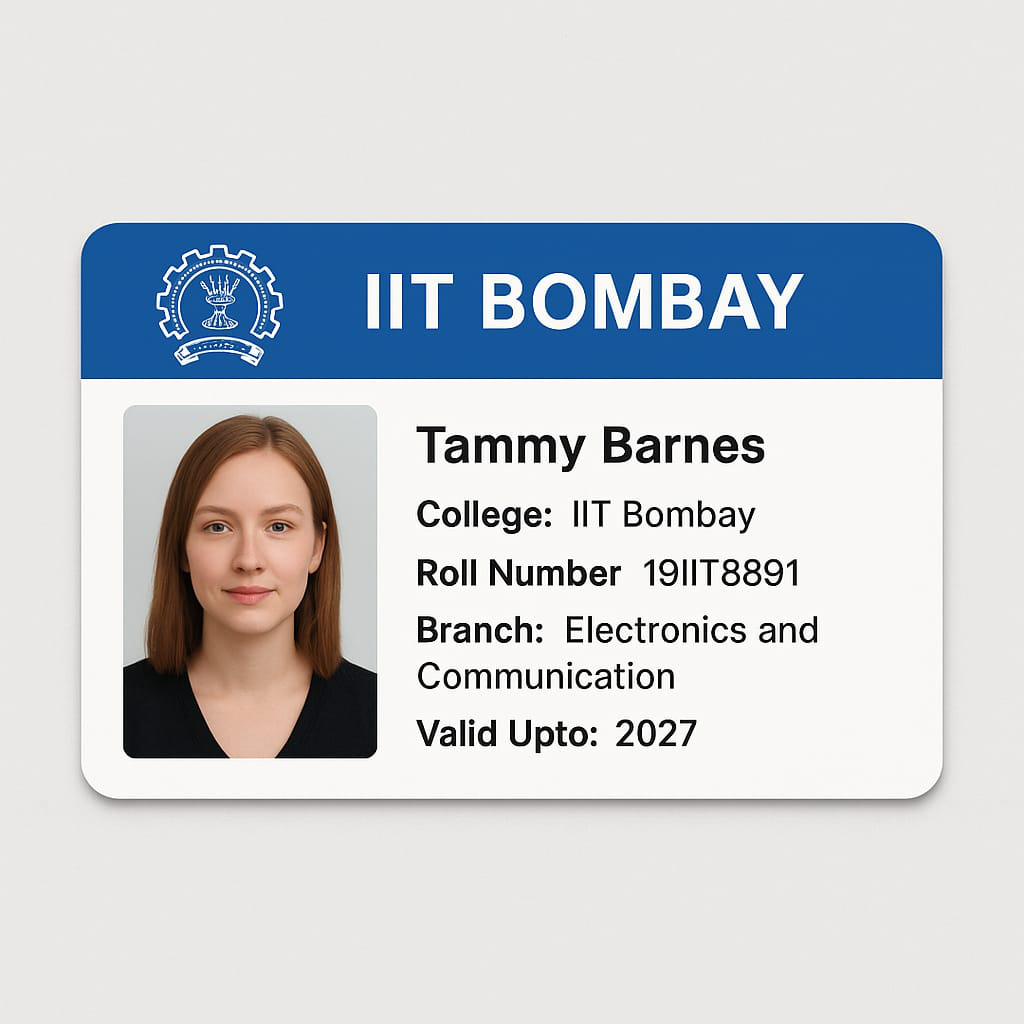 IIT BOMBAY
Tammy Barnes
College: IIT Bombay
Roll Number 19IIT8891
Branch: Electronics and
Communication
Valid Upto: 2027